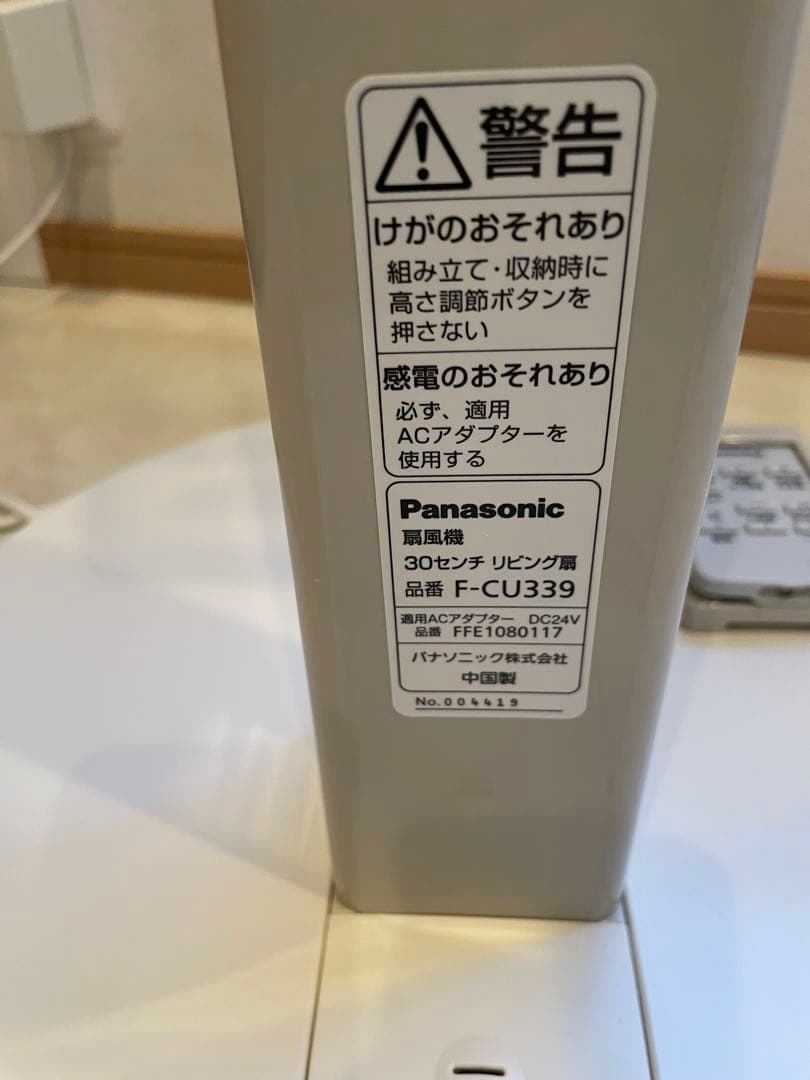 警告
けがのおそれあり
組み立て・収納時に
高さ調節ボタンを
押さない
感電のおそれあり
必ず、適用
ACアダプターを
使用する
Panasonic
扇風機
30センチ リビング扇
品番 F-CU339
適用ACアダプター DC24V
品番 FFE1080117
パナソニック株式会社
中国製
No.004419